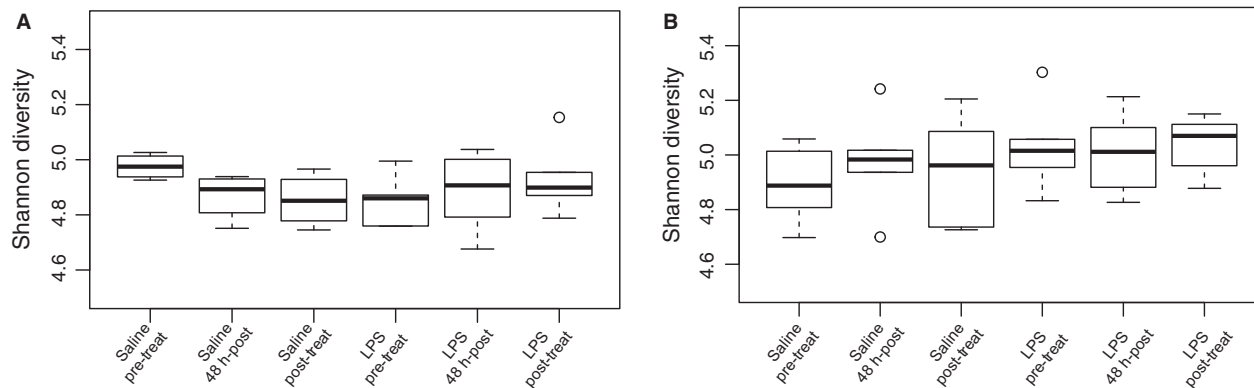 A
Shannon diversity
5.4
5.2
5.0
4.8
4.6
Saline
pre-treat
Saline
48 h-post
Saline
post-treat
LPS
pre-treat
LPS
48 h-post
LPS
post-treat
B
Shannon diversity
5.4
5.2
5.0
4.8
4.6
Saline
pre-treat
Saline
48 h-post
Saline
post-treat
LPS
pre-treat
LPS
48 h-post
LPS
post-treat